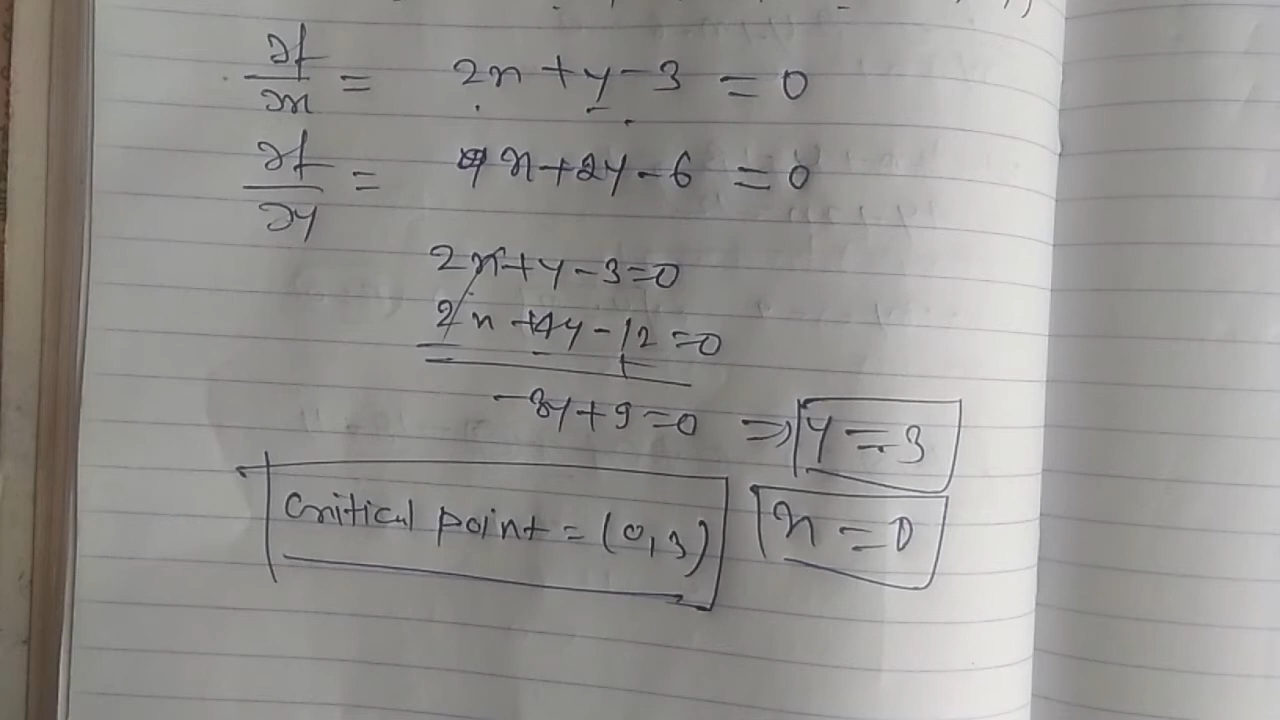 ∂f/∂x = 2x + y - 3 = 0
∂f/∂y = x + 2y - 6 = 0
2x + y - 3 = 0
2x + 4y - 12 = 0
-3y + 9 = 0 ⇒ y = 3
Critical point = (0,3) x = 0